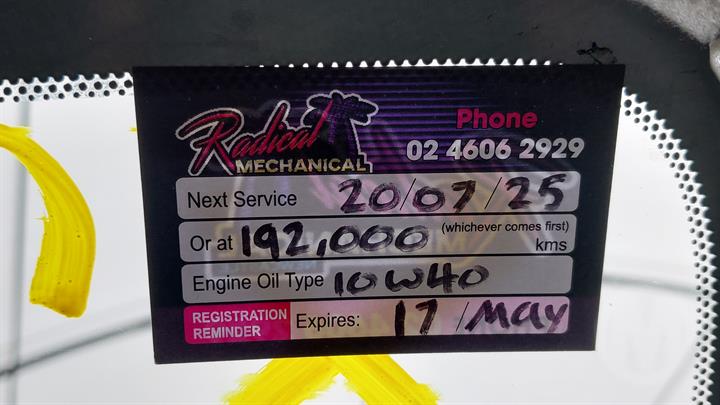 Radical
MECHANICAL
Phone
02 4606 2929
Next Service 20/07/25
Or at 192,000 (whichever comes first) kms
Engine Oil Type 10W40
REGISTRATION REMINDER Expires: 17/May